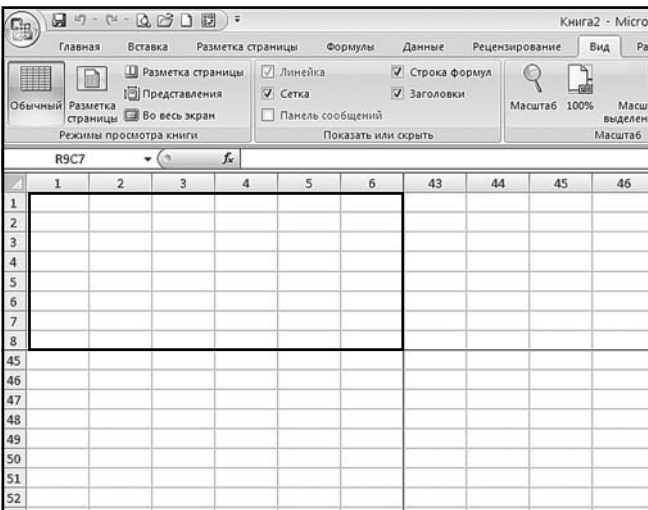 Книга2 - Micro
Главная Вставка Разметка страницы Формулы Данные Рецензирование Вид Ра
Обычный
Разметка страницы
Разметка страницы
Представления
Во весь экран
Режимы просмотра книги
Линейка
Сетка
Панель сообщений
Строка формул
Заголовки
Показать или скрыть
Масштаб
100%
Масш
выделен
Масштаб
R9C7 fx
1 2 3 4 5 6 43 44 45 46
1
2
3
4
5
6
7
8
45
46
47
48
49
50
51
52